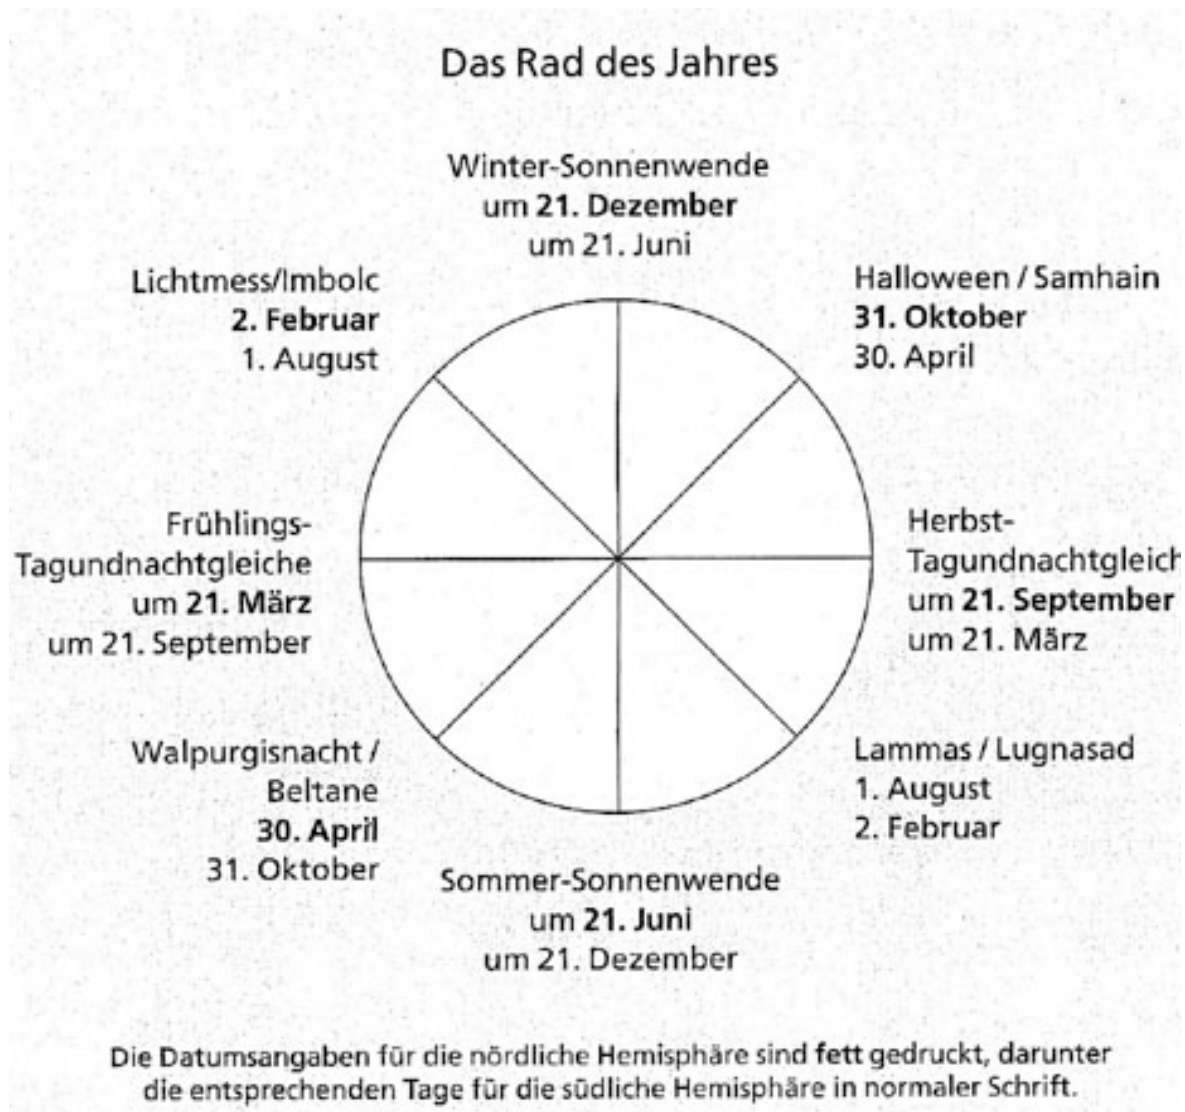 Das Rad des Jahres
Winter-Sonnenwende
um 21. Dezember
um 21. Juni
Lichtmess/Imbolc
2. Februar
1. August
Halloween / Samhain
31. Oktober
30. April
Frühlings-
Tagundnachtgleiche
um 21. März
um 21. September
Herbst-
Tagundnachtgleich
um 21. September
um 21. März
Walpurgisnacht /
Beltane
30. April
31. Oktober
Lammas / Lugnasad
1. August
2. Februar
Sommer-Sonnenwende
um 21. Juni
um 21. Dezember
Die Datumsangaben für die nördliche Hemisphäre sind fett gedruckt, darunter
die entsprechenden Tage für die südliche Hemisphäre in normaler Schrift.